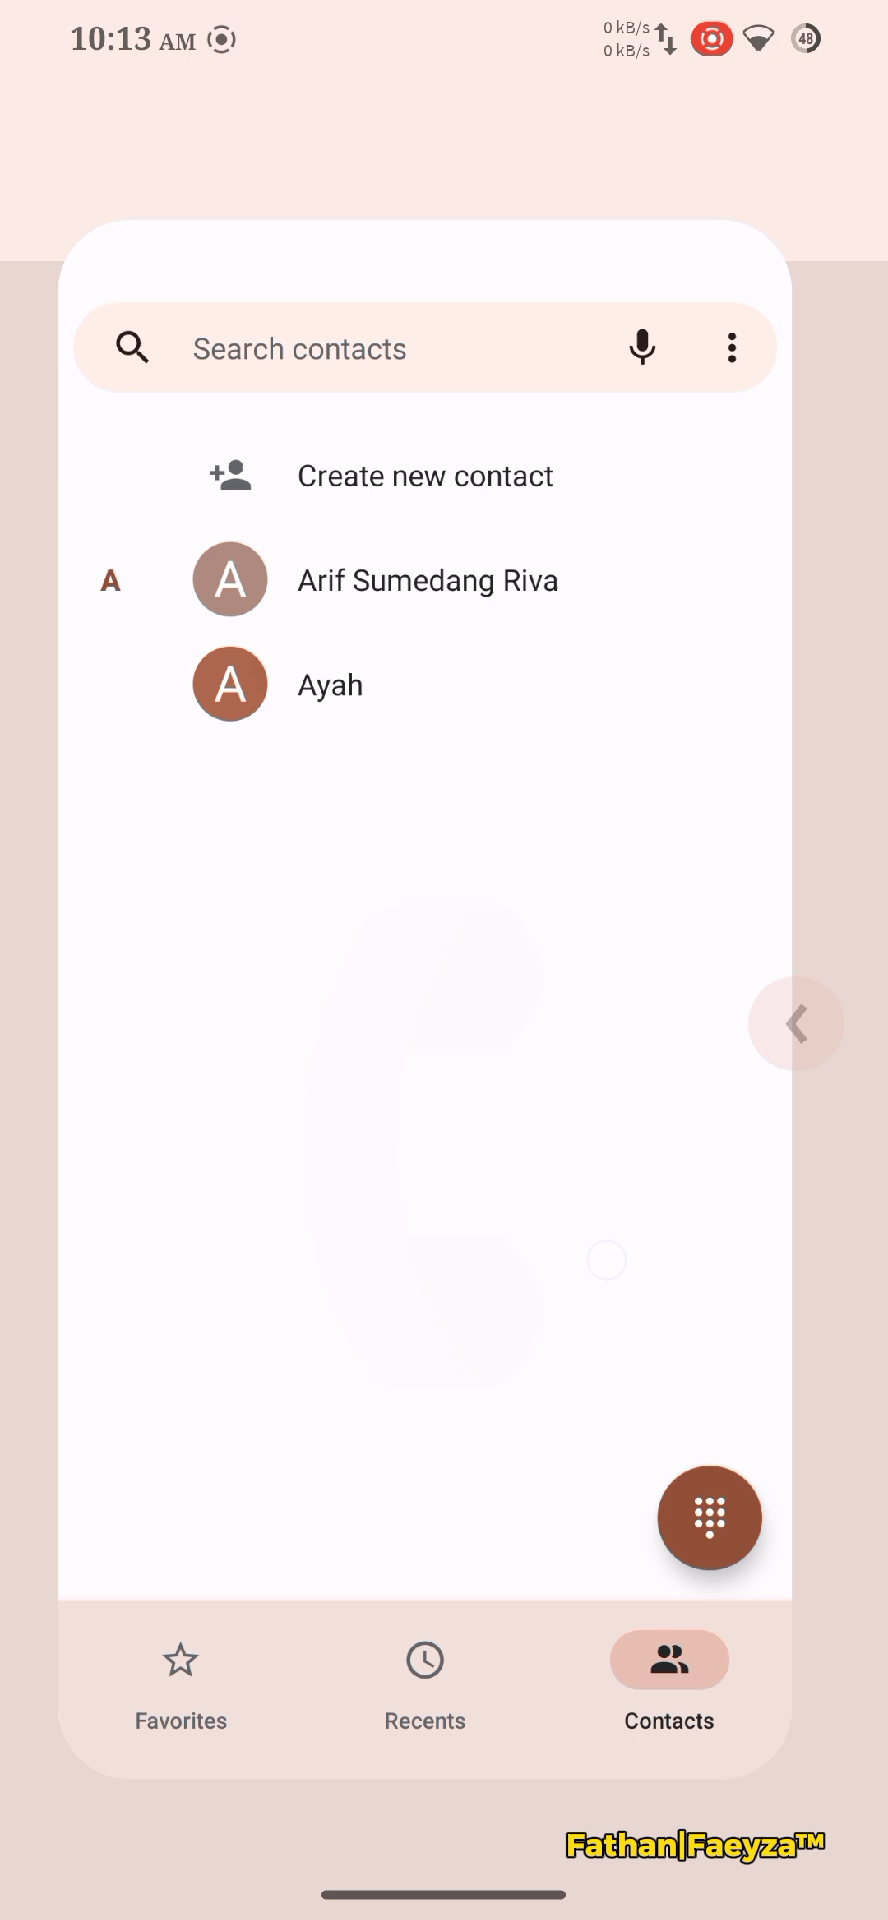 10:13 AM
0 kB/s
0 kB/s
48
Search contacts
Create new contact
A
A
Arif Sumedang Riva
A
Ayah
Favorites
Recents
Contacts
Fathan|Faeyza™